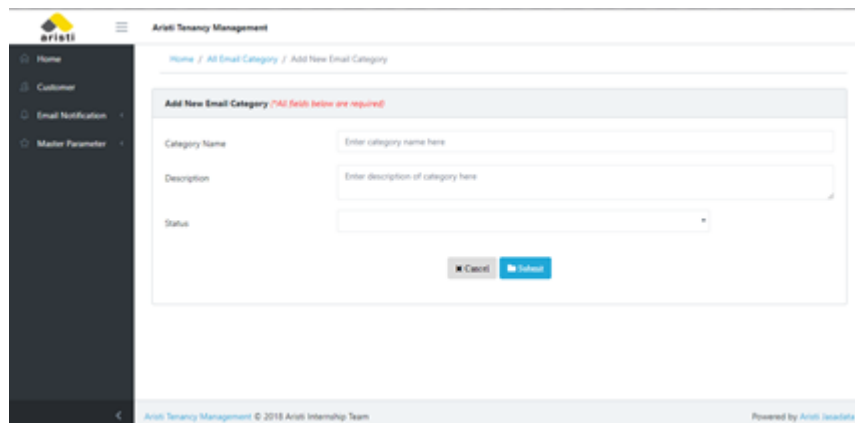 aristi
Aristi Tenancy Management
Home
Customer
Email Notification
Master Parameter
Home / All Email Category / Add New Email Category
Add New Email Category (*All fields below are required)
Category Name
Enter category name here
Description
Enter description of category here
Status
Cancel
Submit
Aristi Tenancy Management © 2018 Aristi Internship Team
Powered by Aristi Jasadata